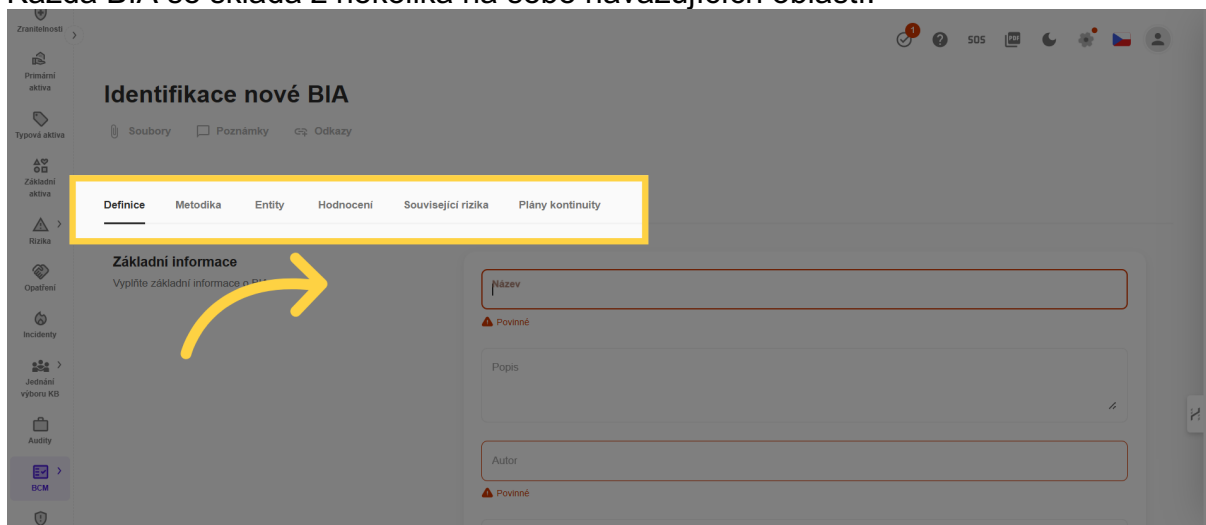 Každá BIA se skládá z několika na sebe navazujících oblastí.
Zranitelnosti
1
SOS
PDF
Primární
aktiva
Identifikace nové BIA
Typová aktiva
Soubory Poznámky Odkazy
Základní
aktiva
Definice Metodika Entity Hodnocení Související rizika Plány kontinuity
Rizika
Základní informace
Vyplňte základní informace o
Název
Opatření
Povinné
Incidenty
Popis
Jednání
výboru KB
Audity
Autor
BCM
Povinné